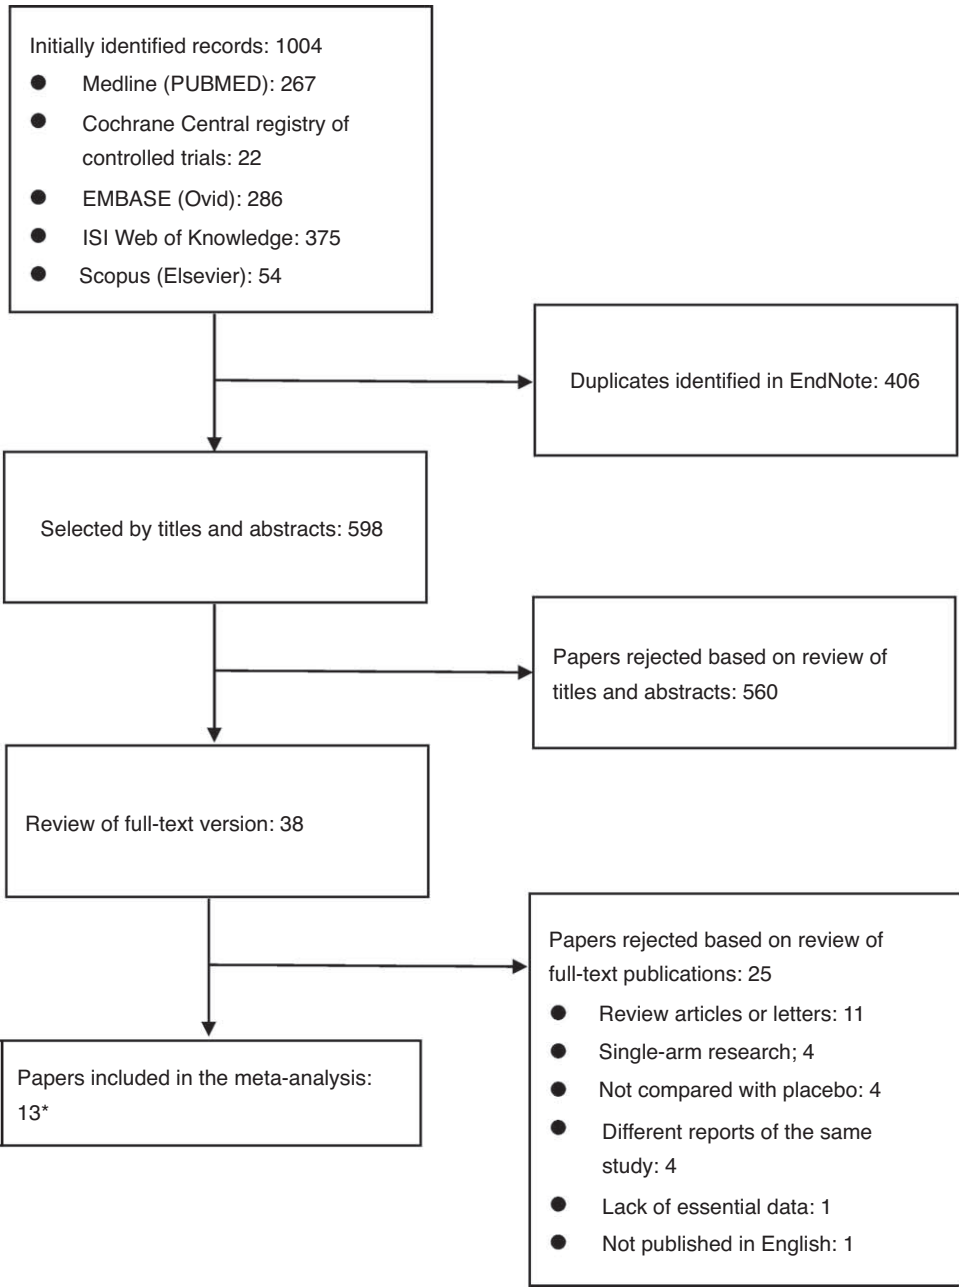 Initially identified records: 1004
● Medline (PUBMED): 267
● Cochrane Central registry of
controlled trials: 22
● EMBASE (Ovid): 286
● ISI Web of Knowledge: 375
● Scopus (Elsevier): 54
Duplicates identified in EndNote: 406
Selected by titles and abstracts: 598
Papers rejected based on review of
titles and abstracts: 560
Review of full-text version: 38
Papers rejected based on review of
full-text publications: 25
● Review articles or letters: 11
● Single-arm research; 4
● Not compared with placebo: 4
● Different reports of the same
study: 4
● Lack of essential data: 1
● Not published in English: 1
Papers included in the meta-analysis:
13*